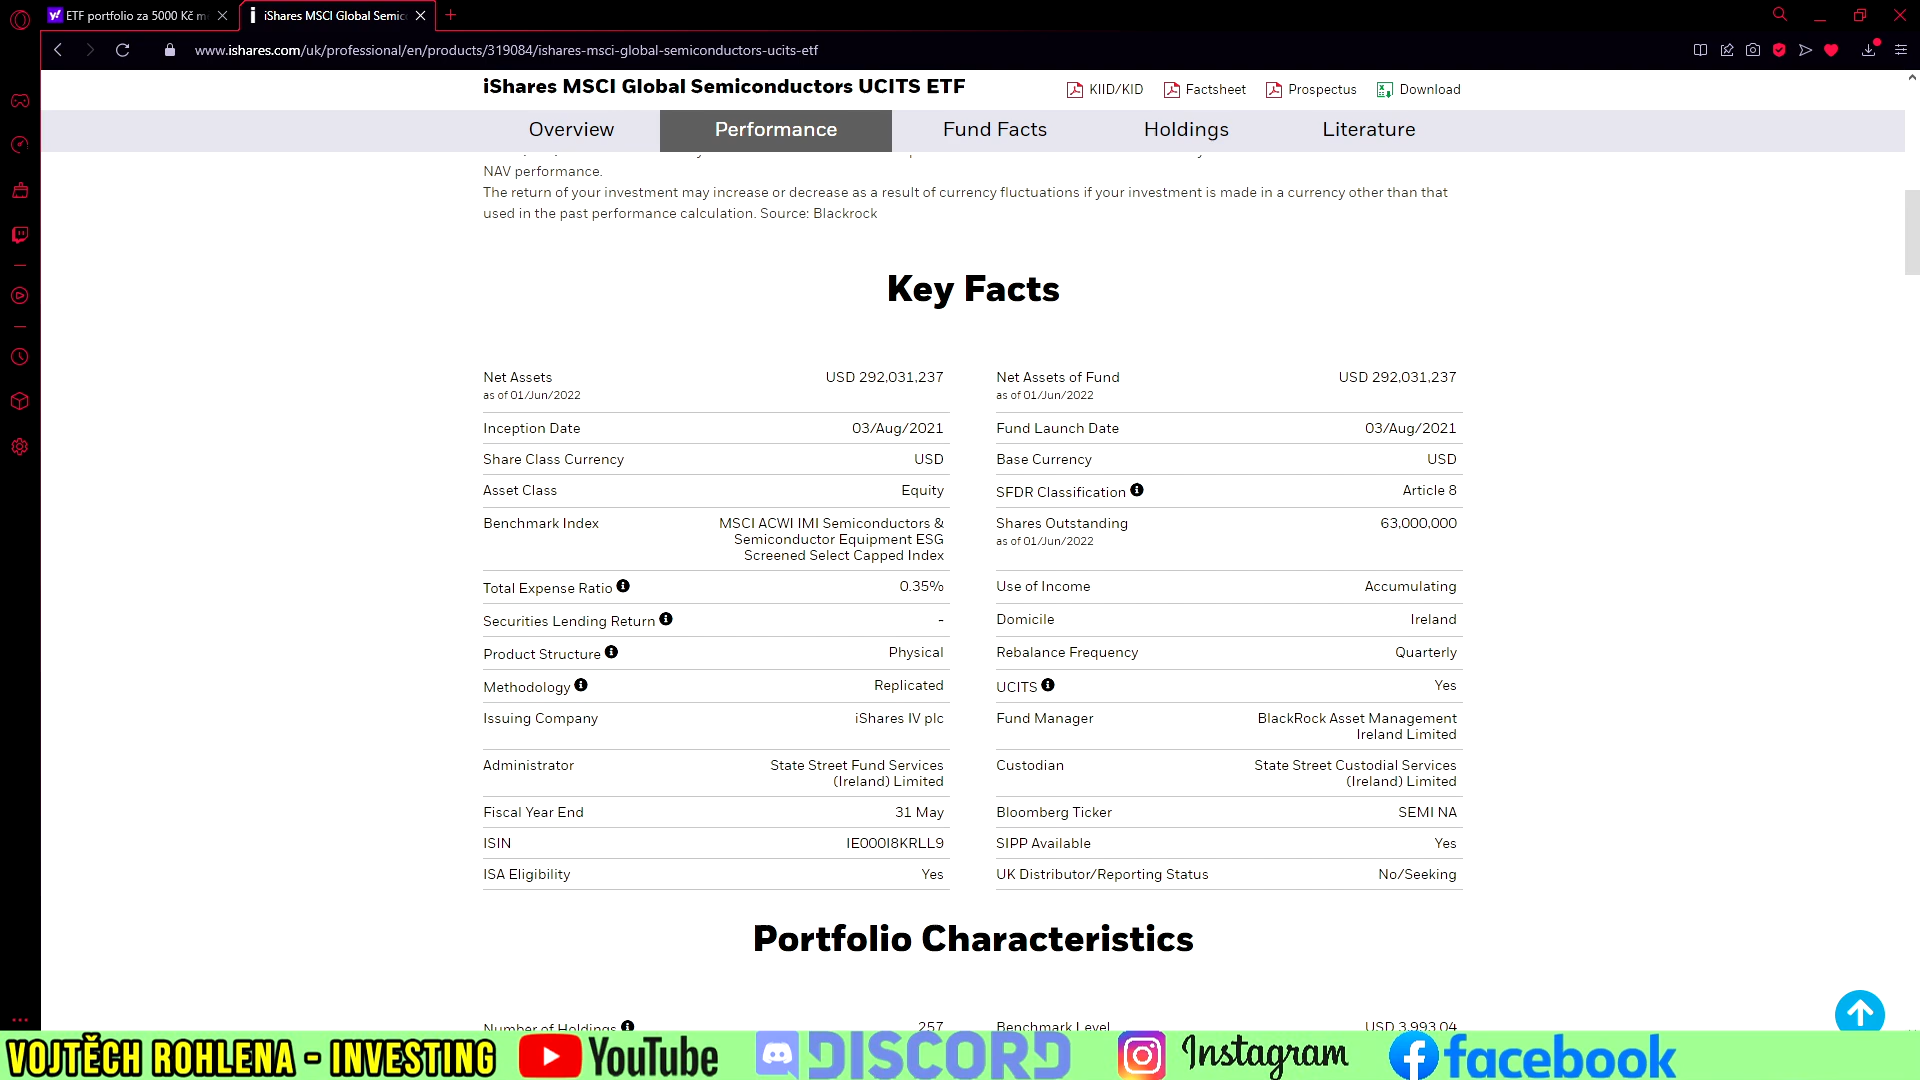 ETF portfolio za 5000 Kč m
iShares MSCI Global Semic
www.ishares.com/uk/professional/en/products/319084/ishares-msci-global-semiconductors-ucits-etf
iShares MSCI Global Semiconductors UCITS ETF
KIID/KID Factsheet Prospectus Download
Overview Performance Fund Facts Holdings Literature
NAV performance.
The return of your investment may increase or decrease as a result of currency fluctuations if your investment is made in a currency other than that
used in the past performance calculation. Source: Blackrock
Key Facts
Net Assets USD 292,031,237
as of 01/Jun/2022
Inception Date 03/Aug/2021
Share Class Currency USD
Asset Class Equity
Benchmark Index MSCI ACWI IMI Semiconductors &
Semiconductor Equipment ESG
Screened Select Capped Index
Total Expense Ratio 0.35%
Securities Lending Return -
Product Structure Physical
Methodology Replicated
Issuing Company iShares IV plc
Administrator State Street Fund Services
(Ireland) Limited
Fiscal Year End 31 May
ISIN IE000I8KRLL9
ISA Eligibility Yes
Net Assets of Fund USD 292,031,237
as of 01/Jun/2022
Fund Launch Date 03/Aug/2021
Base Currency USD
SFDR Classification Article 8
Shares Outstanding 63,000,000
as of 01/Jun/2022
Use of Income Accumulating
Domicile Ireland
Rebalance Frequency Quarterly
UCITS Yes
Fund Manager BlackRock Asset Management
Ireland Limited
Custodian State Street Custodial Services
(Ireland) Limited
Bloomberg Ticker SEMI NA
SIPP Available Yes
UK Distributor/Reporting Status No/Seeking
Portfolio Characteristics
Number of Holdings 257
Benchmark Level USD 3,993.04
VOJTĚCH ROHLENA - INVESTING YouTube DISCORD Instagram facebook